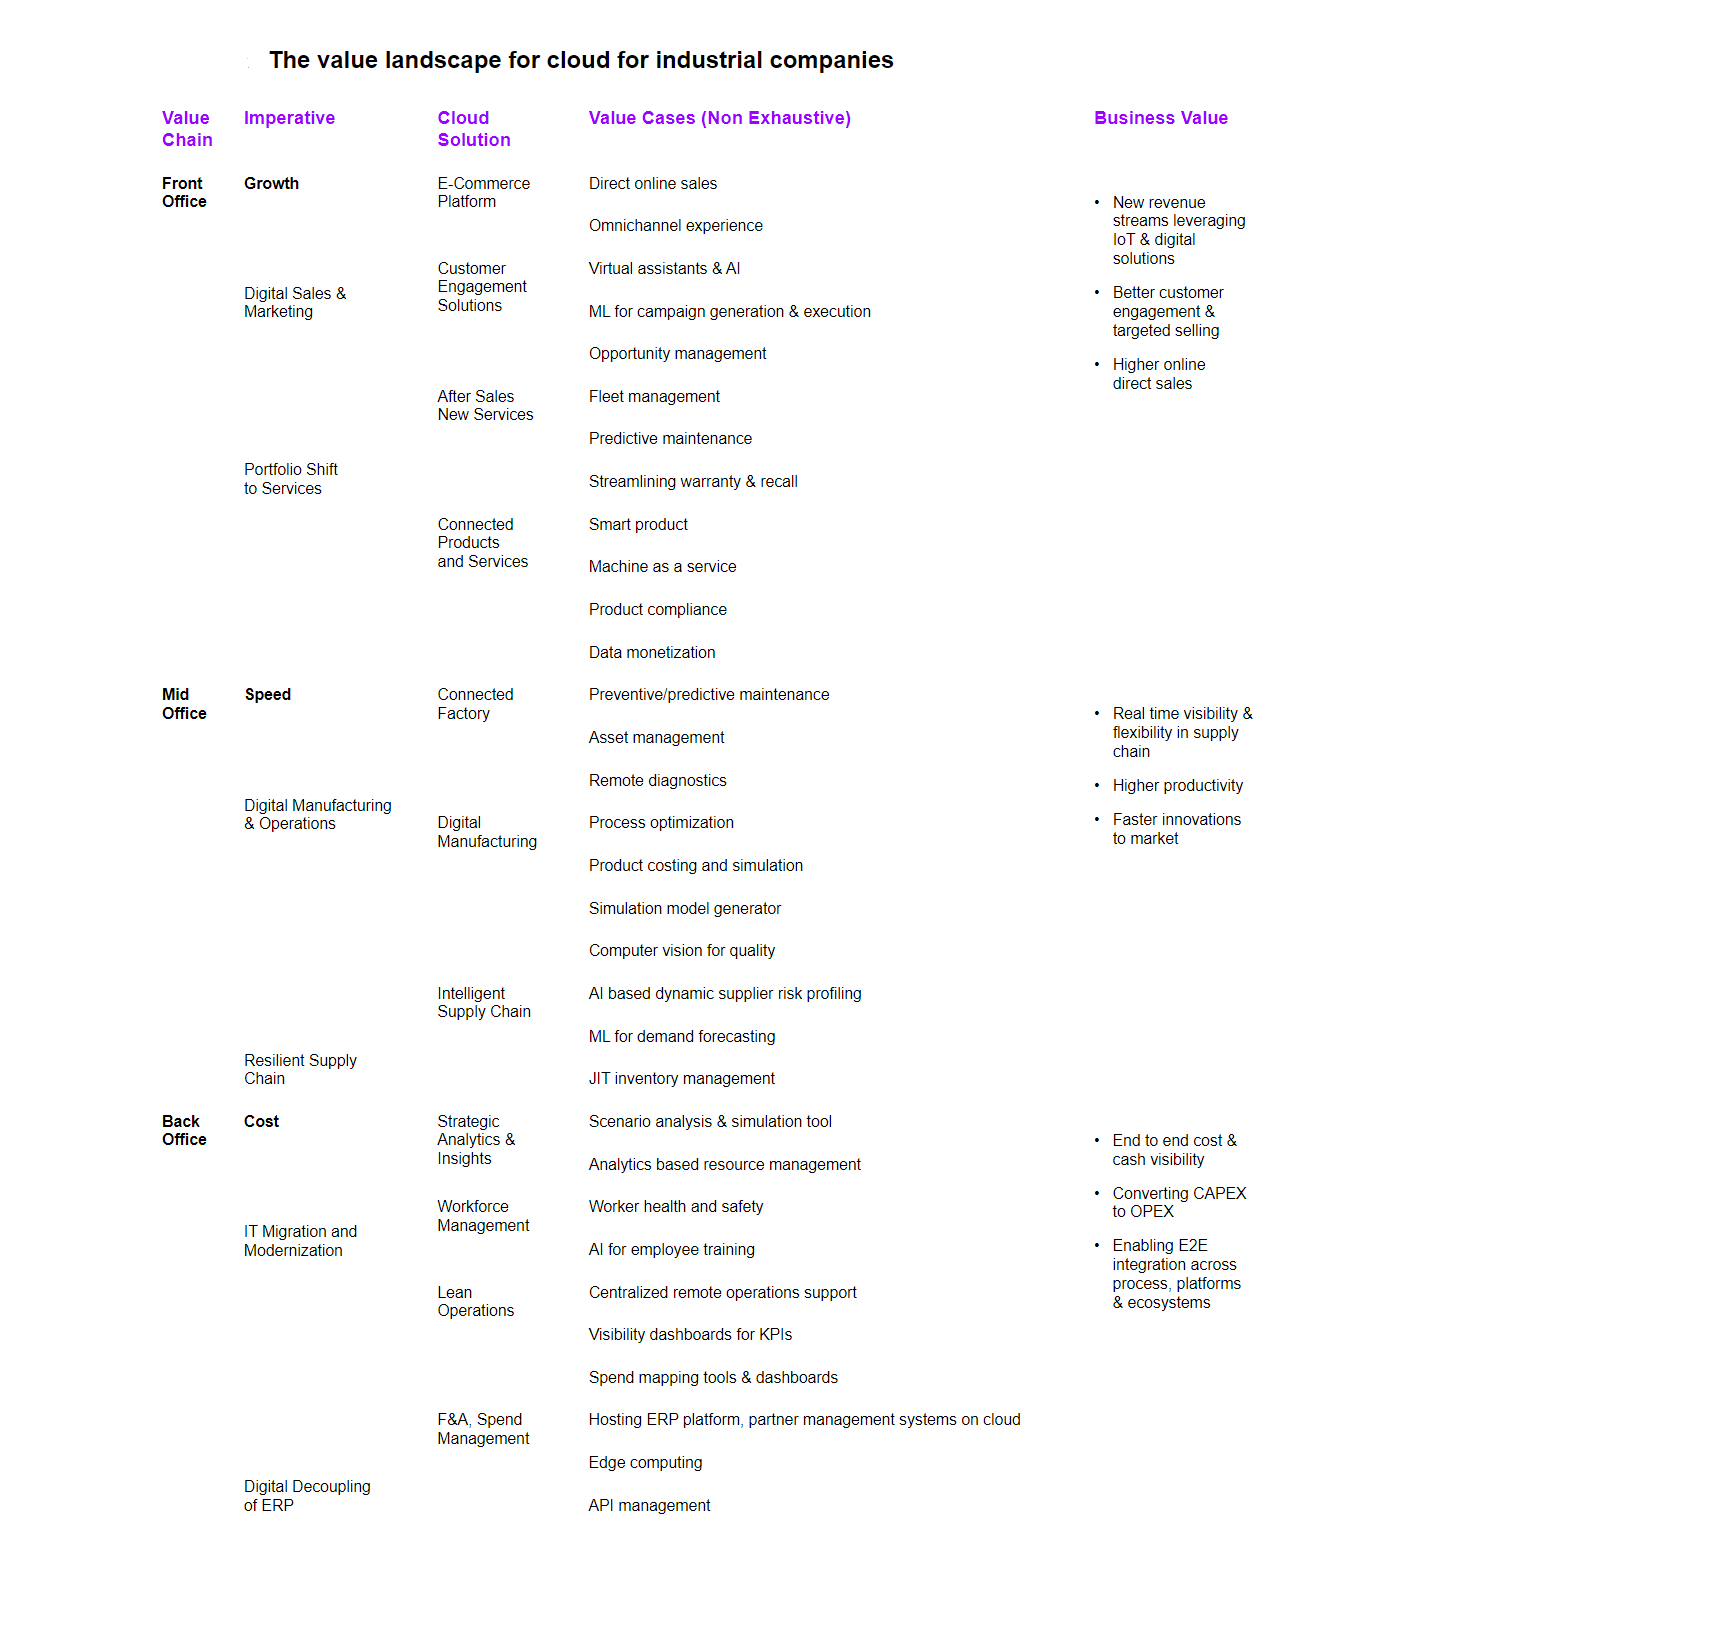 The value landscape for cloud for industrial companies
Value
Chain
Imperative
Cloud
Solution
Value Cases (Non Exhaustive)
Business Value
Front
Office
Growth
Digital Sales &
Marketing
Portfolio Shift
to Services
E-Commerce
Platform
Direct online sales
Omnichannel experience
Customer
Engagement
Solutions
Virtual assistants & AI
ML for campaign generation & execution
Opportunity management
After Sales
New Services
Fleet management
Predictive maintenance
Streamlining warranty & recall
Connected
Products
and Services
Smart product
Machine as a service
Product compliance
Data monetization
• New revenue
streams leveraging
IoT & digital
solutions
• Better customer
engagement &
targeted selling
• Higher online
direct sales
Mid
Office
Speed
Digital Manufacturing
& Operations
Resilient Supply
Chain
Connected
Factory
Preventive/predictive maintenance
Asset management
Remote diagnostics
Digital
Manufacturing
Process optimization
Product costing and simulation
Simulation model generator
Computer vision for quality
Intelligent
Supply Chain
AI based dynamic supplier risk profiling
ML for demand forecasting
JIT inventory management
• Real time visibility &
flexibility in supply
chain
• Higher productivity
• Faster innovations
to market
Back
Office
Cost
IT Migration and
Modernization
Digital Decoupling
of ERP
Strategic
Analytics &
Insights
Scenario analysis & simulation tool
Analytics based resource management
Workforce
Management
Worker health and safety
AI for employee training
Lean
Operations
Centralized remote operations support
Visibility dashboards for KPIs
Spend mapping tools & dashboards
F&A, Spend
Management
Hosting ERP platform, partner management systems on cloud
Edge computing
API management
• End to end cost &
cash visibility
• Converting CAPEX
to OPEX
• Enabling E2E
integration across
process, platforms
& ecosystems